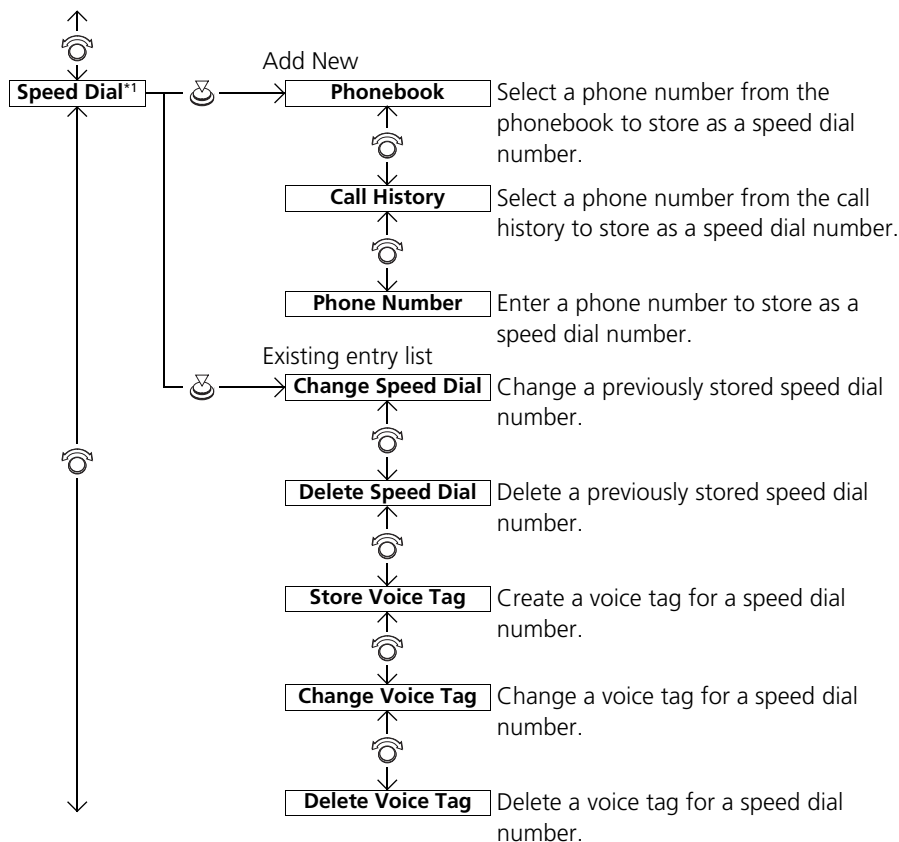 Add New
Speed Dial*1
Phonebook
Select a phone number from the
phonebook to store as a speed dial
number.
Call History
Select a phone number from the call
history to store as a speed dial number.
Phone Number
Enter a phone number to store as a
speed dial number.
Existing entry list
Change Speed Dial
Change a previously stored speed dial
number.
Delete Speed Dial
Delete a previously stored speed dial
number.
Store Voice Tag
Create a voice tag for a speed dial
number.
Change Voice Tag
Change a voice tag for a speed dial
number.
Delete Voice Tag
Delete a voice tag for a speed dial
number.